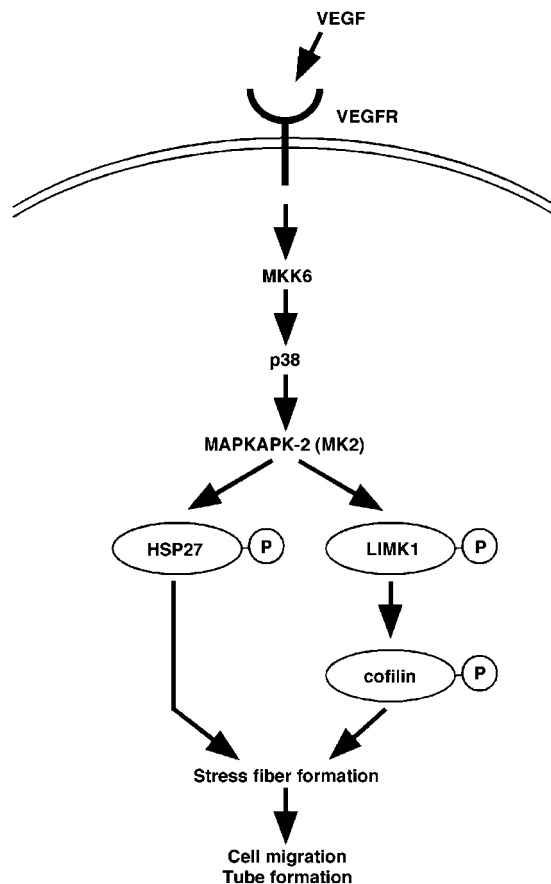 VEGF
VEGFR
MKK6
p38
MAPKAPK-2 (MK2)
HSP27
P
LIMK1
P
cofilin
P
Stress fiber formation
Cell migration
Tube formation